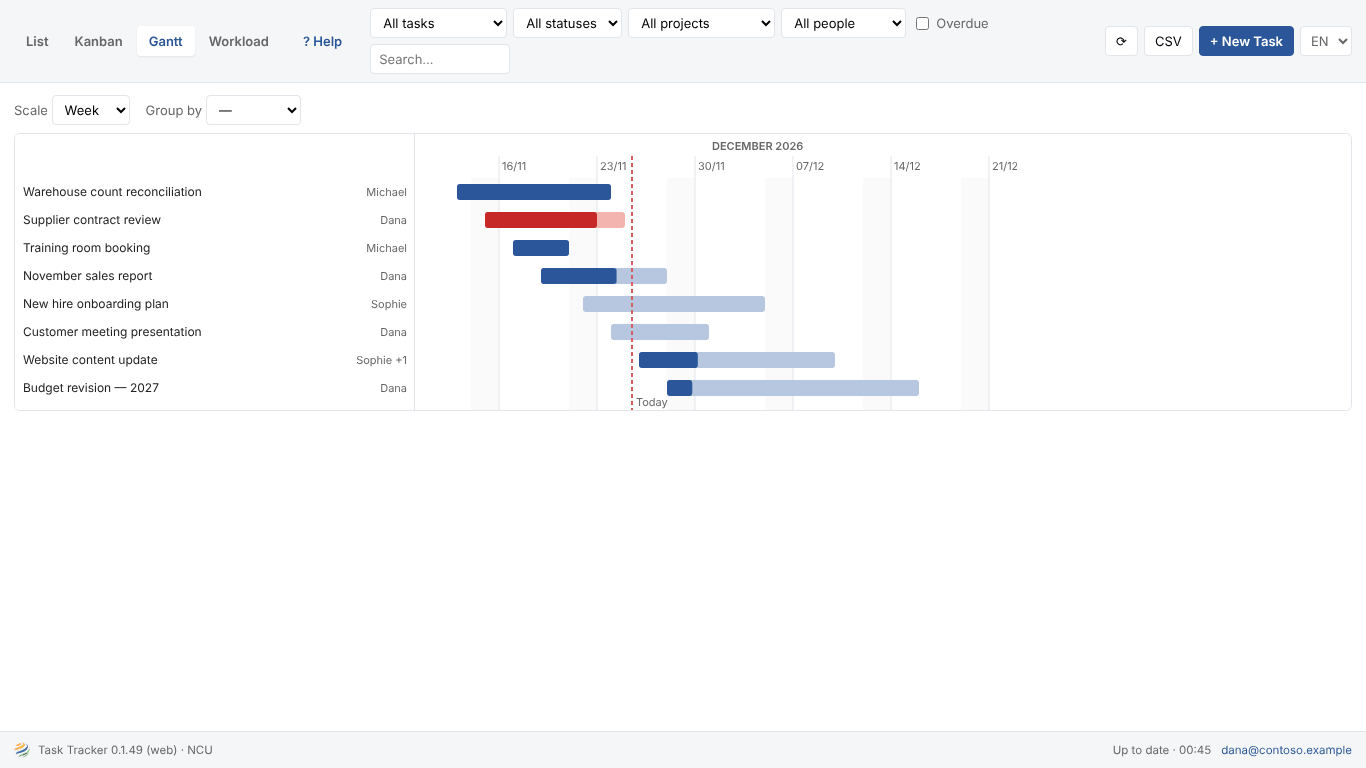 List Kanban Gantt Workload ? Help All tasks All statuses All projects All people Overdue
Search...
⟳ CSV + New Task EN
Scale Week Group by —
DECEMBER 2026
16/11 23/11 30/11 07/12 14/12 21/12
Warehouse count reconciliation Michael
Supplier contract review Dana
Training room booking Michael
November sales report Dana
New hire onboarding plan Sophie
Customer meeting presentation Dana
Website content update Sophie +1
Budget revision — 2027 Dana
Today
Task Tracker 0.1.49 (web) · NCU Up to date · 00:45 dana@contoso.example